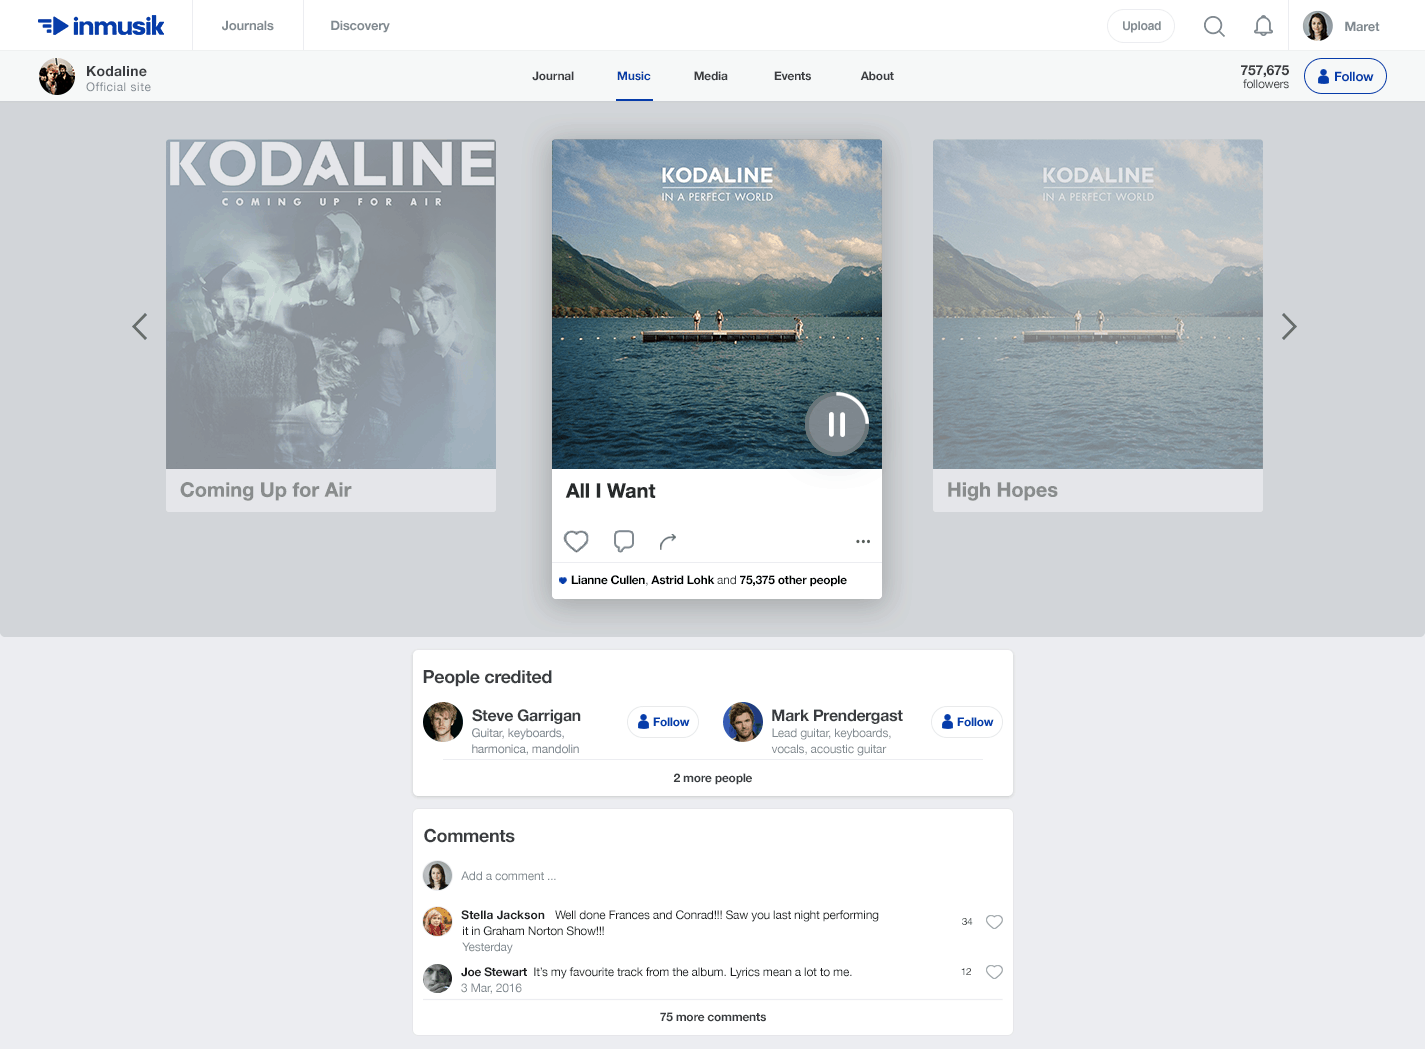 inmusik
Journals
Discovery
Upload
Maret
Kodaline
Official site
Journal
Music
Media
Events
About
757,675
followers
Follow
KODALINE
COMING UP FOR AIR
Coming Up for Air
KODALINE
IN A PERFECT WORLD
All I Want
Lianne Cullen, Astrid Lohk and 75,375 other people
KODALINE
IN A PERFECT WORLD
High Hopes
People credited
Steve Garrigan
Guitar, keyboards,
harmonica, mandolin
Follow
Mark Prendergast
Lead guitar, keyboards,
vocals, acoustic guitar
Follow
2 more people
Comments
Add a comment ...
Stella Jackson Well done Frances and Conrad!!! Saw you last night performing
it in Graham Norton Show!!!
Yesterday
34
Joe Stewart It's my favourite track from the album. Lyrics mean a lot to me.
3 Mar, 2016
12
75 more comments